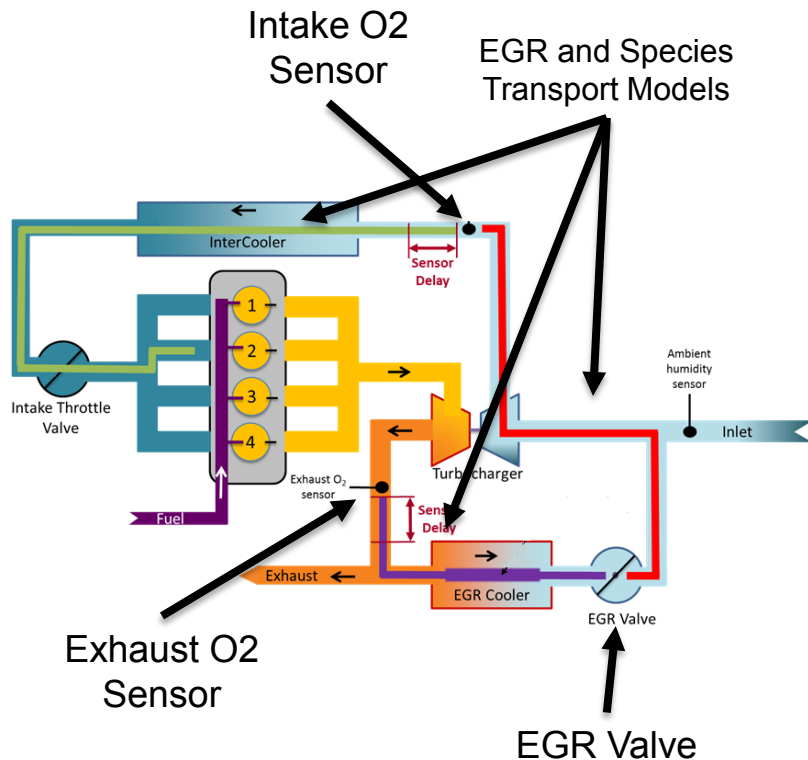 Intake O2
Sensor
EGR and Species
Transport Models
InterCooler
Sensor
Delay
1
2
3
4
Intake Throttle
Valve
Ambient
humidity
sensor
Inlet
Turbocharger
Exhaust O₂
sensor
Delay
Fuel
Exhaust
EGR Cooler
EGR Valve
Exhaust O2
Sensor
EGR Valve